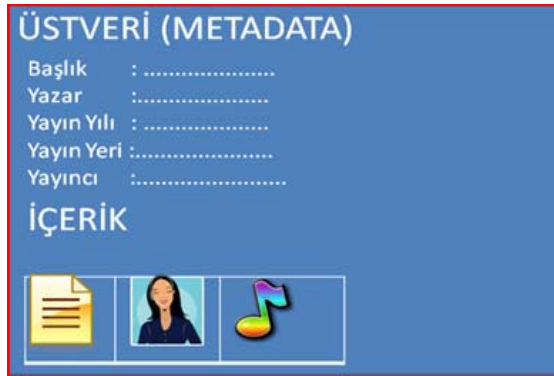 ÜSTVERİ (METADATA)
Başlık : ......................
Yazar :......................
Yayın Yılı : .....................
Yayın Yeri :.......................
Yayıncı :.........................
İÇERİK